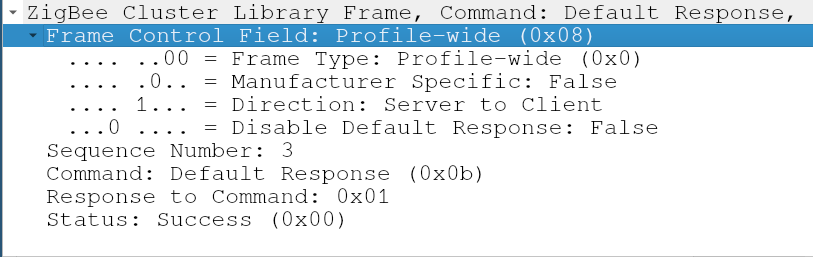 ZigBee Cluster Library Frame, Command: Default Response,
Frame Control Field: Profile-wide (0x08)
.... ..00 = Frame Type: Profile-wide (0x0)
.... .0.. = Manufacturer Specific: False
.... 1... = Direction: Server to Client
...0 .... = Disable Default Response: False
Sequence Number: 3
Command: Default Response (0x0b)
Response to Command: 0x01
Status: Success (0x00)